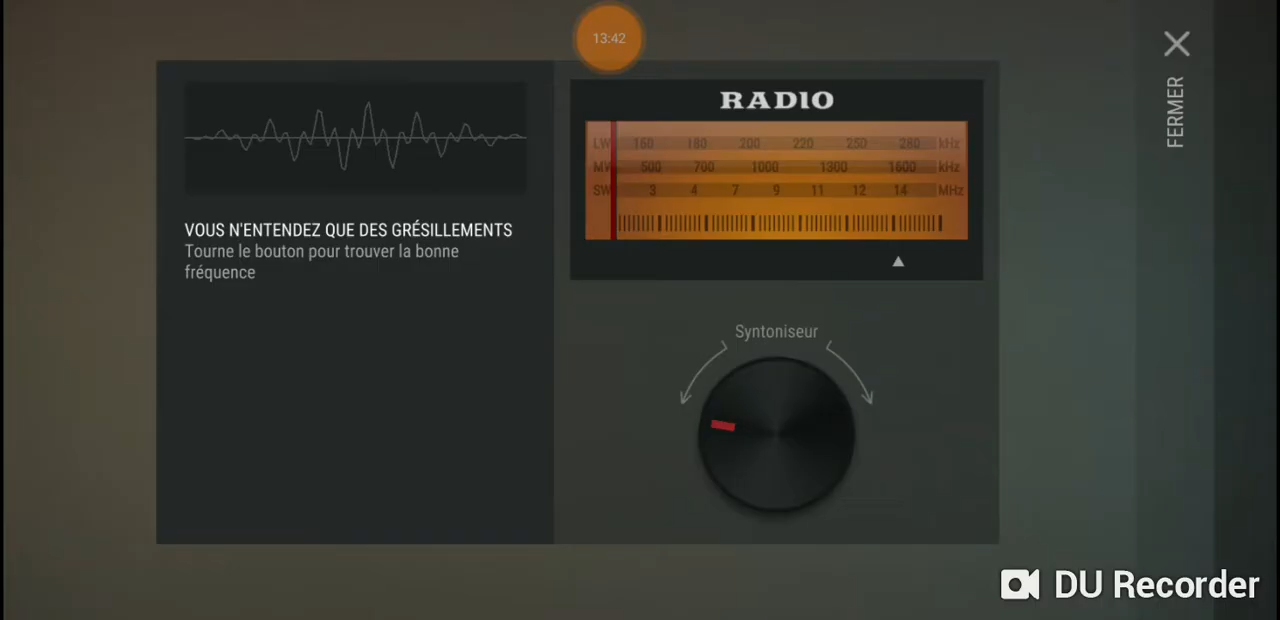 13:42
FERMER
RADIO
LW 160 180 200 220 250 280 kHz
MW 500 700 1000 1300 1600 kHz
SW 3 4 7 9 11 12 14 MHz
VOUS N'ENTENDEZ QUE DES GRÉSILLEMENTS
Tourne le bouton pour trouver la bonne
fréquence
Syntoniseur
DU Recorder